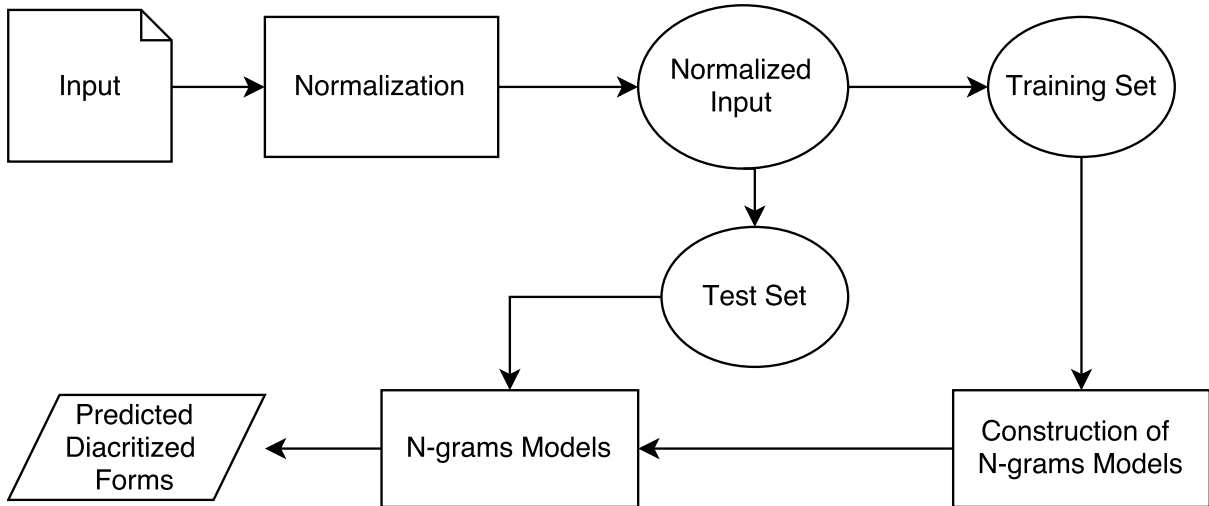 Input
Normalization
Normalized
Input
Training Set
Test Set
Predicted
Diacritized
Forms
N-grams Models
Construction of
N-grams Models